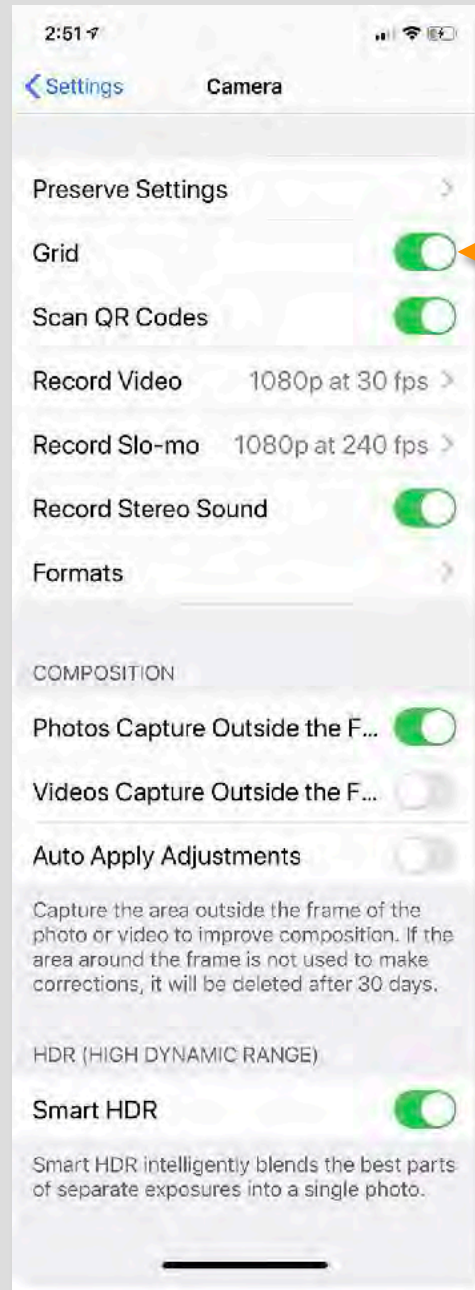 2:51
Settings
Camera
Preserve Settings
Grid
Scan QR Codes
Record Video 1080p at 30 fps
Record Slo-mo 1080p at 240 fps
Record Stereo Sound
Formats
COMPOSITION
Photos Capture Outside the F...
Videos Capture Outside the F...
Auto Apply Adjustments
Capture the area outside the frame of the
photo or video to improve composition. If the
area around the frame is not used to make
corrections, it will be deleted after 30 days.
HDR (HIGH DYNAMIC RANGE)
Smart HDR
Smart HDR intelligently blends the best parts
of separate exposures into a single photo.